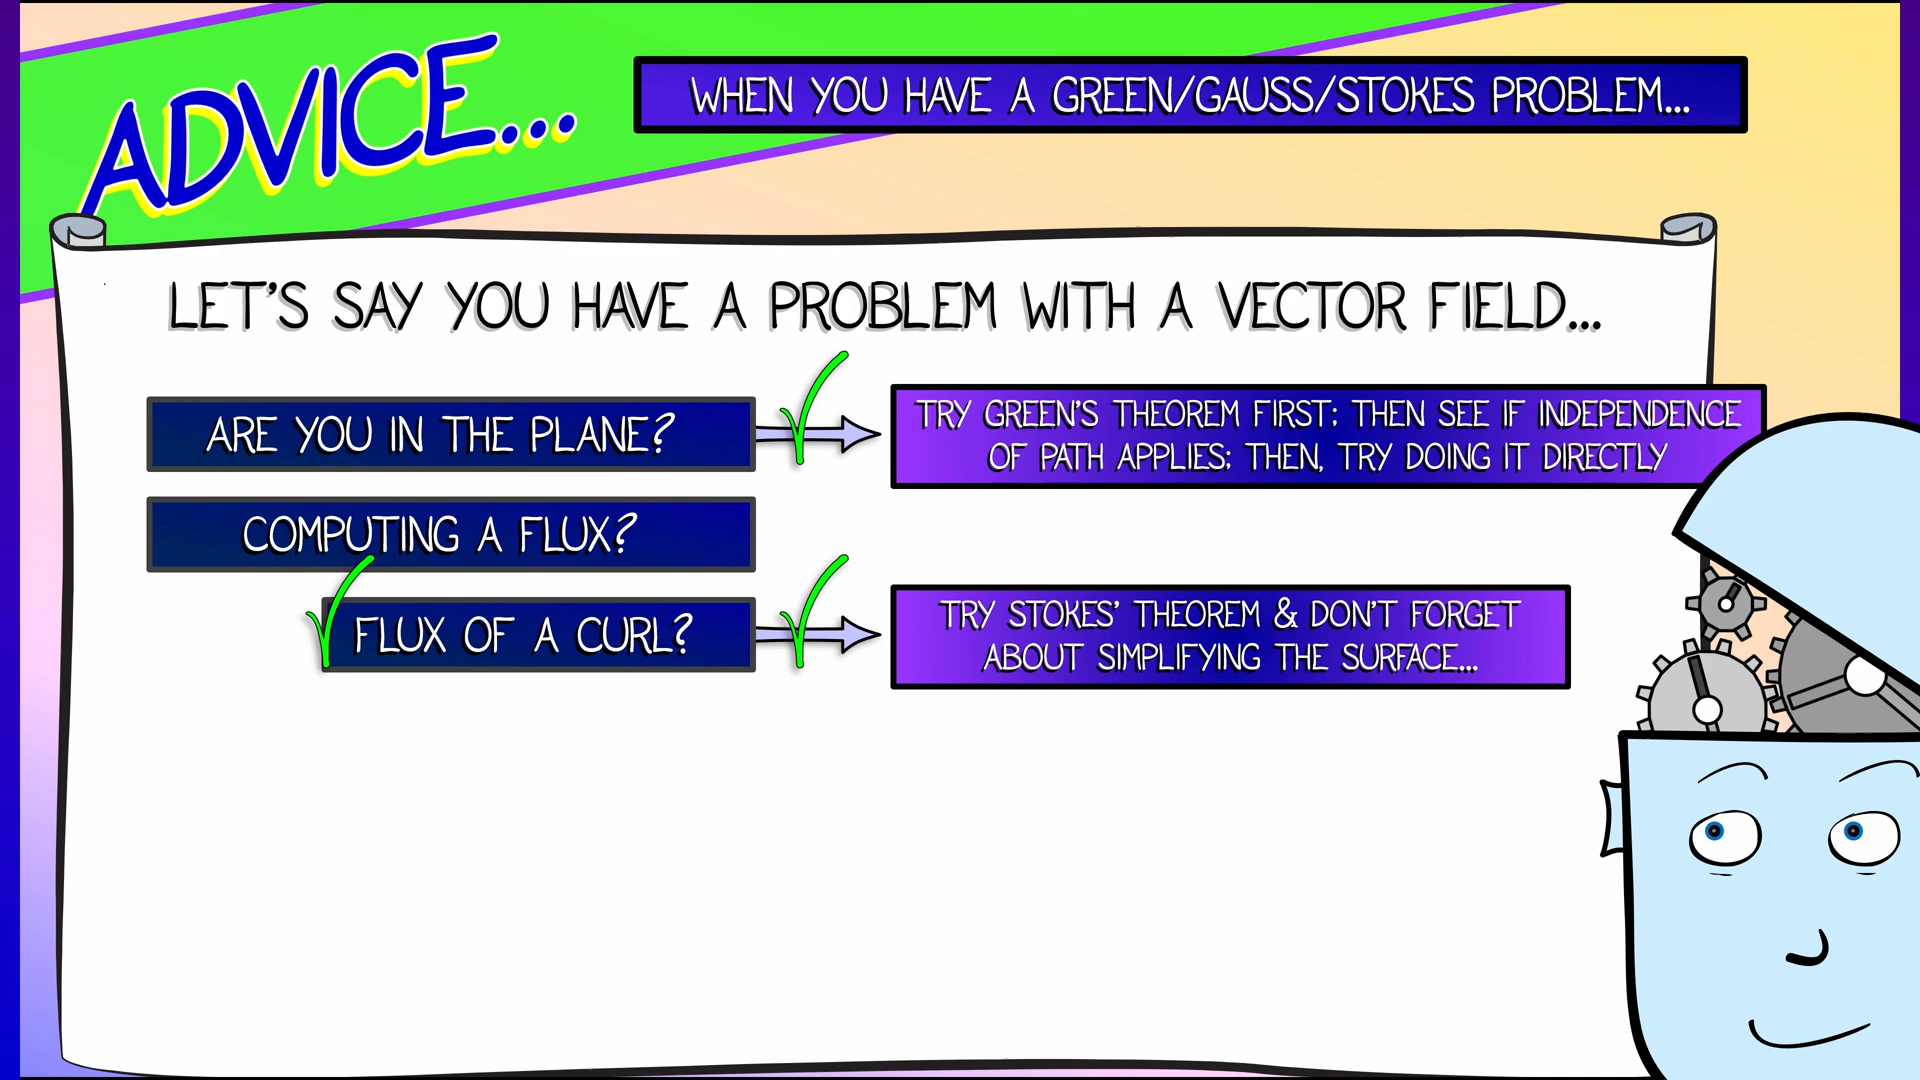 ADVICE...
WHEN YOU HAVE A GREEN/GAUSS/STOKES PROBLEM...
LET'S SAY YOU HAVE A PROBLEM WITH A VECTOR FIELD...
ARE YOU IN THE PLANE?
TRY GREEN'S THEOREM FIRST; THEN SEE IF INDEPENDENCE
OF PATH APPLIES; THEN, TRY DOING IT DIRECTLY
COMPUTING A FLUX?
FLUX OF A CURL?
TRY STOKES' THEOREM & DON'T FORGET
ABOUT SIMPLIFYING THE SURFACE...